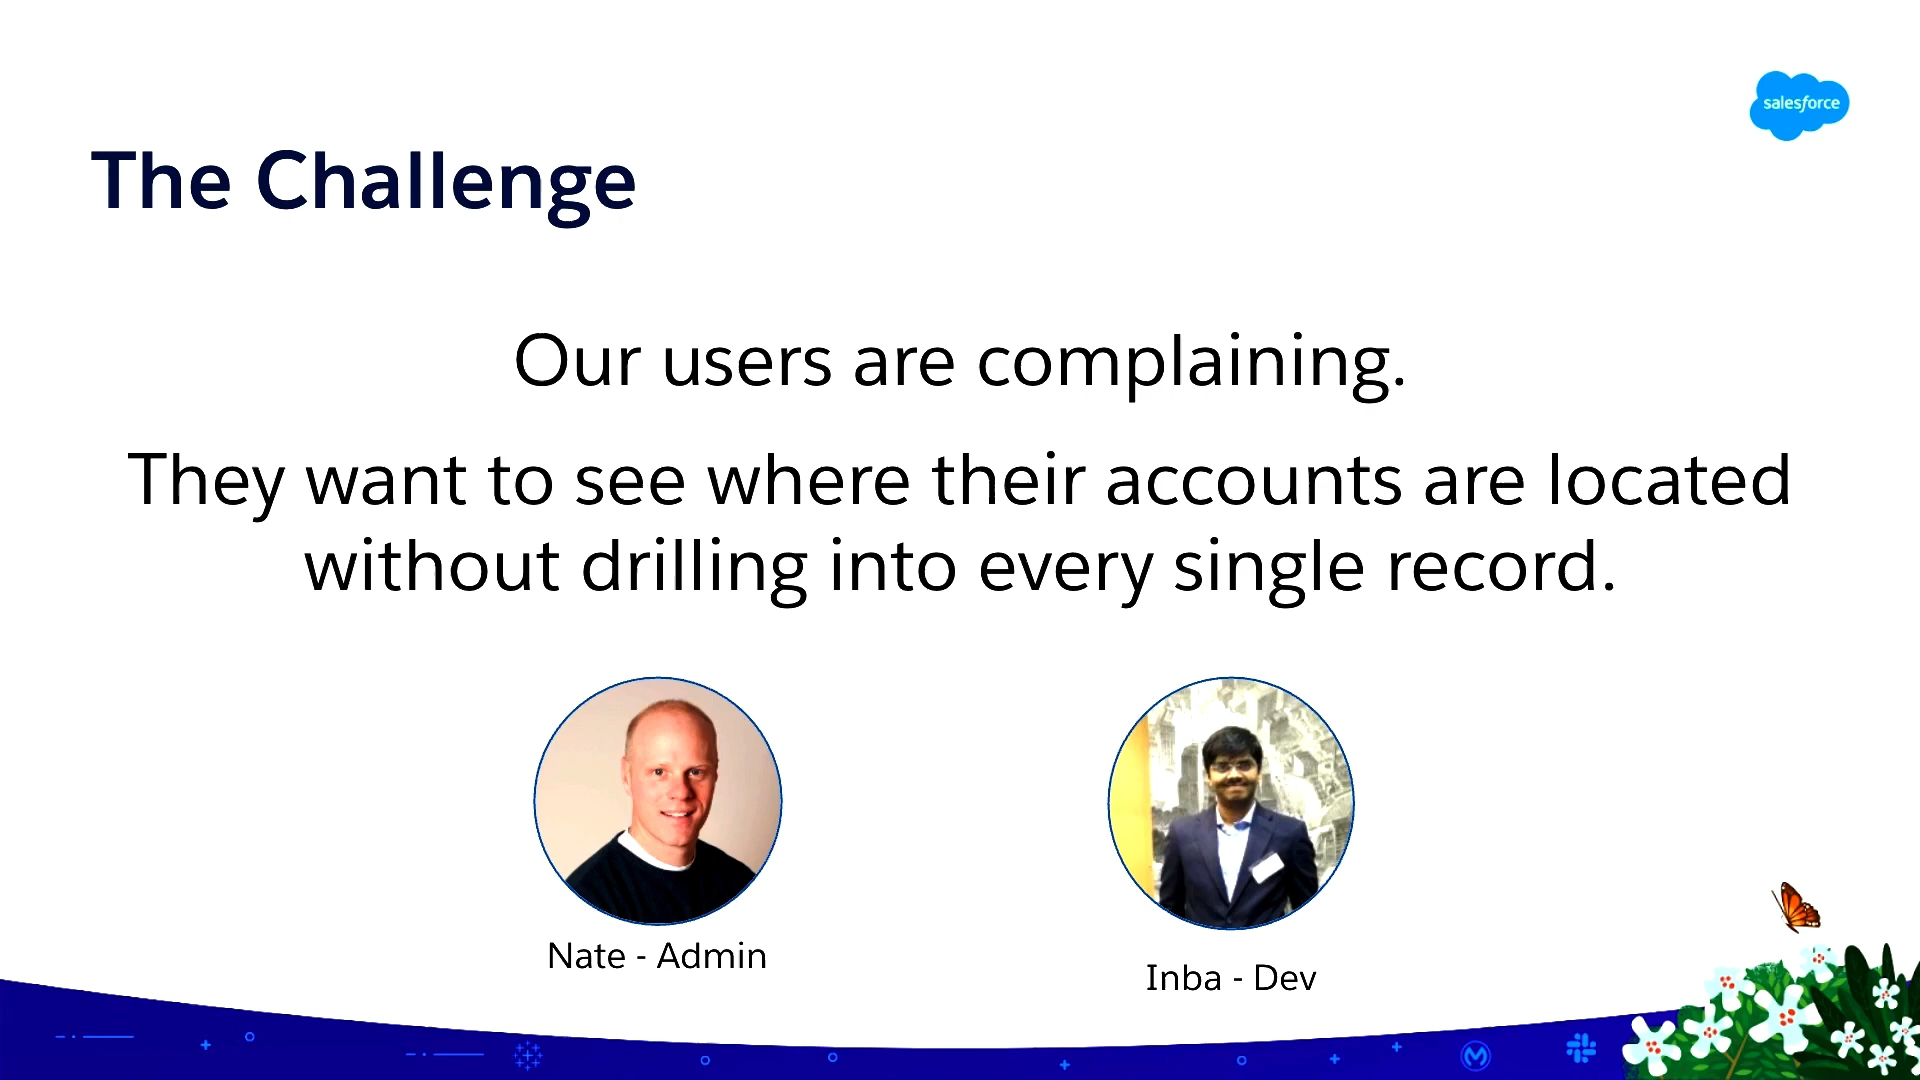 salesforce
The Challenge
Our users are complaining.
They want to see where their accounts are located
without drilling into every single record.
Nate - Admin
Inba - Dev